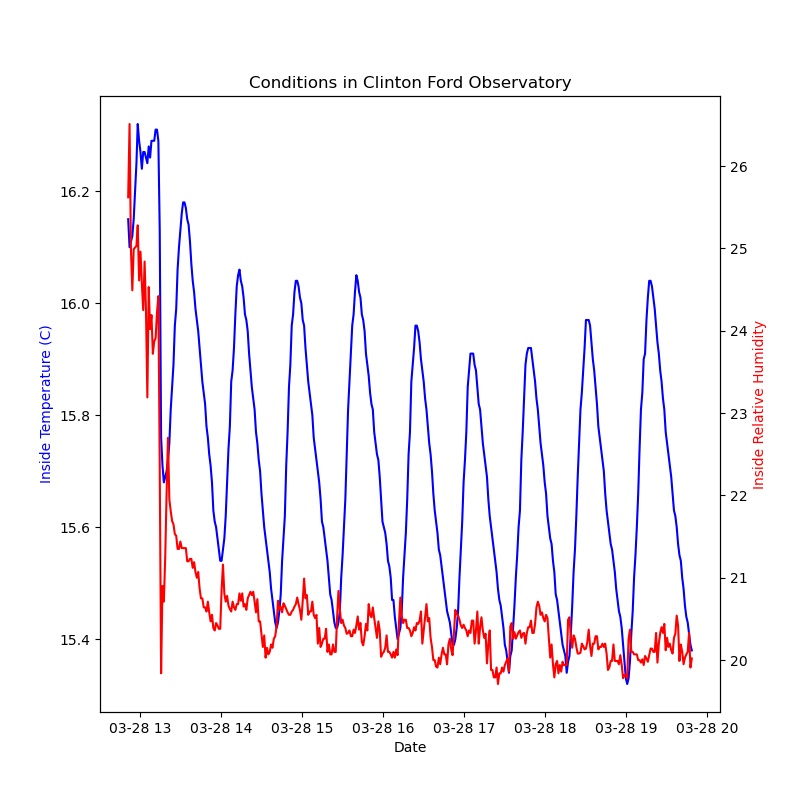 Conditions in Clinton Ford Observatory
Inside Temperature (C)
16.2
16.0
15.8
15.6
15.4
26
25
24
23
22
21
20
Inside Relative Humidity
03-28 13 03-28 14 03-28 15 03-28 16 03-28 17 03-28 18 03-28 19 03-28 20
Date